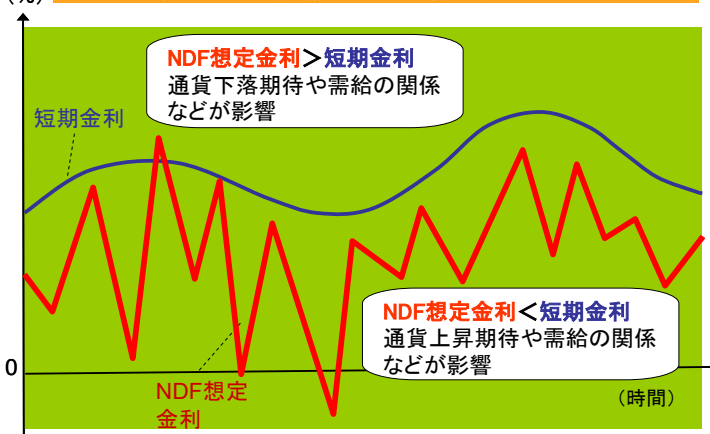 (%)
NDF想定金利>短期金利
通貨下落期待や需給の関係
などが影響
短期金利
NDF想定金利<短期金利
通貨上昇期待や需給の関係
などが影響
0
NDF想定
金利
(時間)